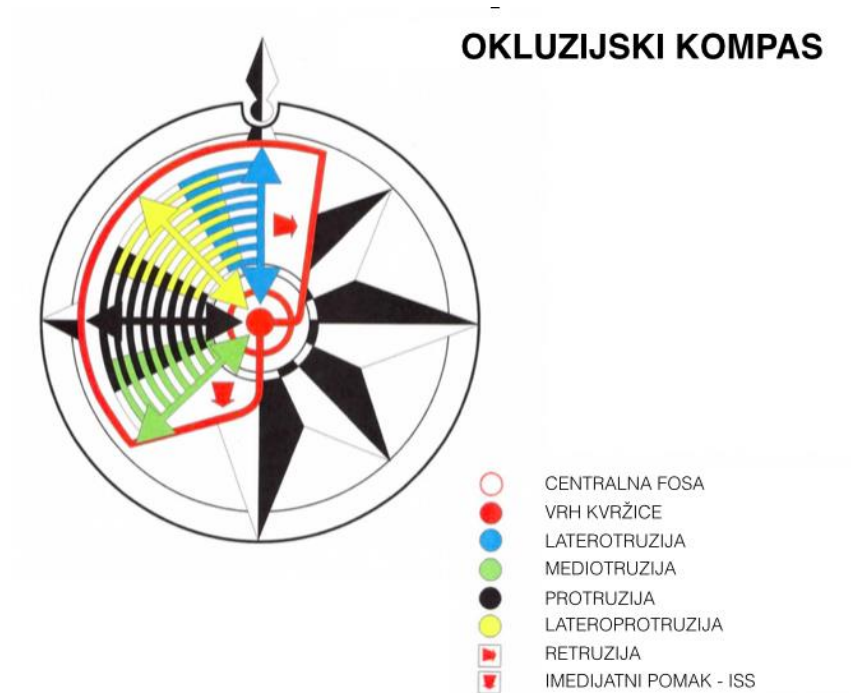 OKLUZIJSKI KOMPAS
CENTRALNA FOSA
VRH KVRŽICE
LATEROTRUZIJA
MEDIOTRUZIJA
PROTRUZIJA
LATEROPROTRUZIJA
RETRUZIJA
IMEDIJATNI POMAK - ISS